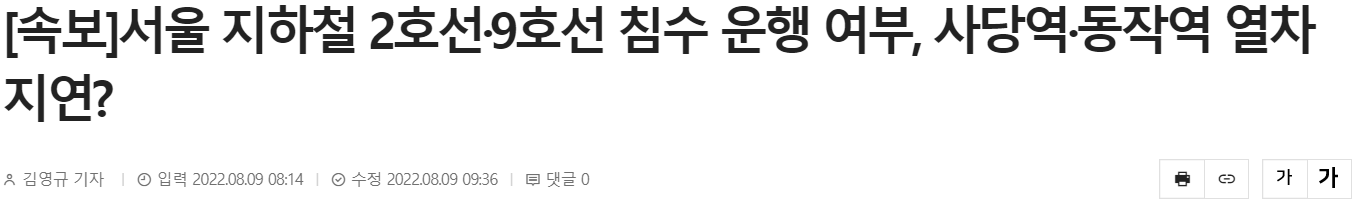 [속보]서울 지하철 2호선·9호선 침수 운행 여부, 사당역·동작역 열차
지연?
김영규 기자 | 입력 2022.08.09 08:14 | 수정 2022.08.09 09:36 | 댓글 0 가 가